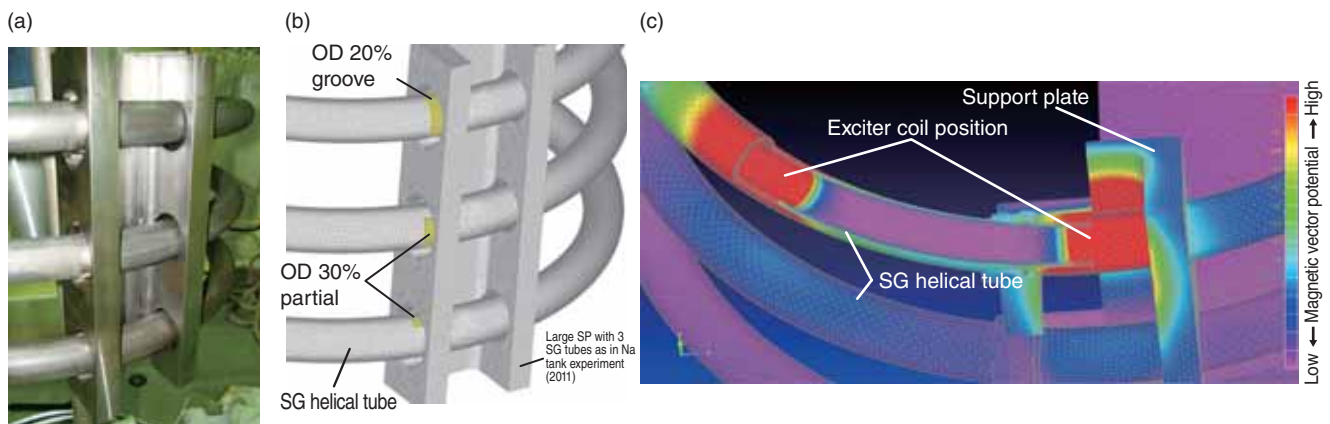 (a)
(b)
OD 20%
groove
OD 30%
partial
Large SP with 3
SG tubes as in Na
tank experiment
(2011)
SG helical tube
(c)
Support plate
Exciter coil position
SG helical tube
Low ← Magnetic vector potential → High